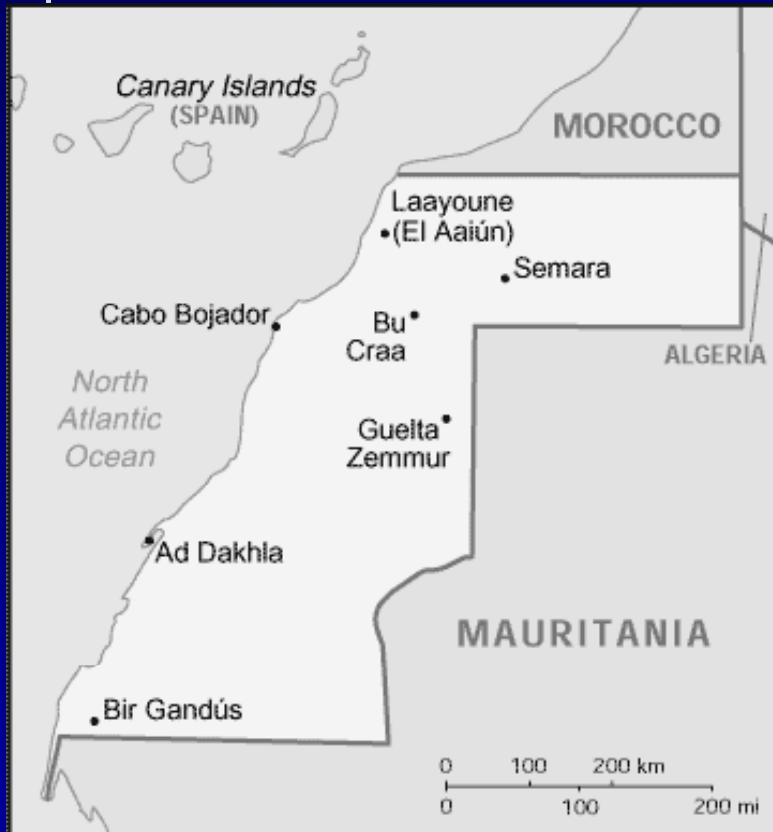 Canary Islands
(SPAIN)
MOROCCO
Laayoune
(El Aaiún)
Semara
Cabo Bojador
Bu
Craa
ALGERIA
North
Atlantic
Ocean
Guelta
Zemmur
Ad Dakhla
MAURITANIA
Bir Gandús
0 100 200 km
0 100 200 mi